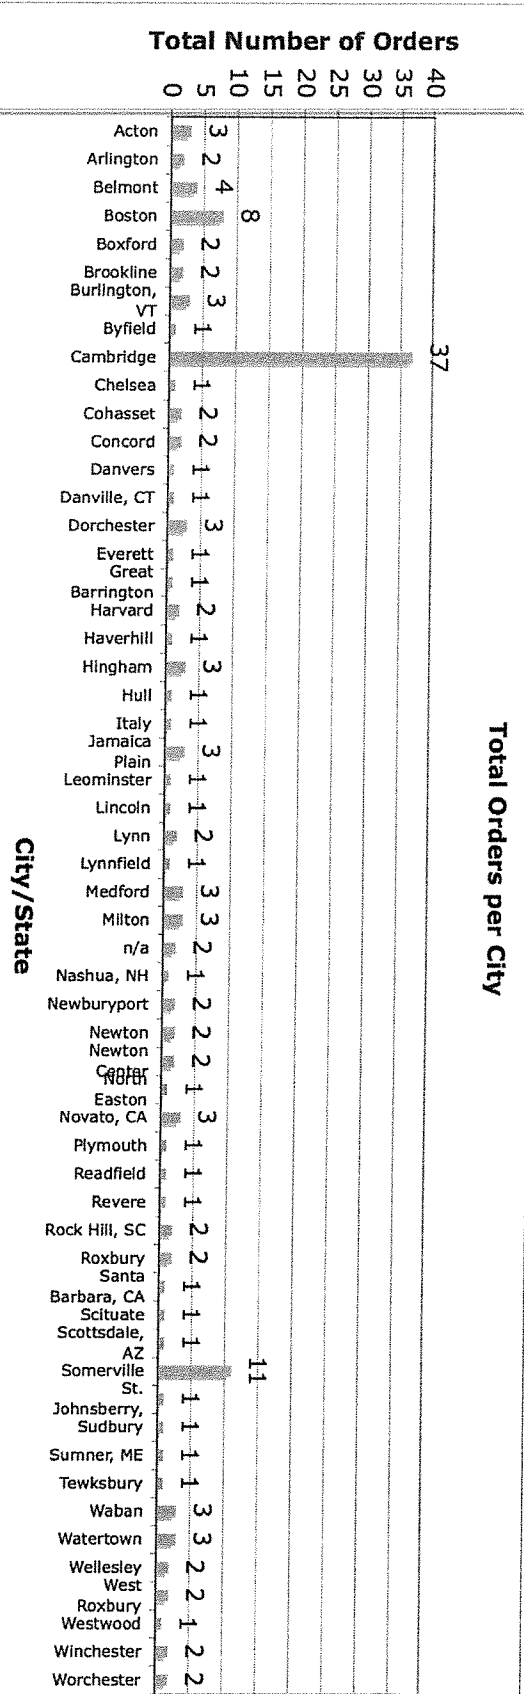 Total Orders per City
Total Number of Orders
40
35
30
25
20
15
10
5
0
Acton 3
Arlington 2
Belmont 4
Boston 8
Boxford 2
Brookline 2
Burlington,
VT 3
Byfield 1
Cambridge 37
Chelsea 1
Cohasset 2
Concord 2
Danvers 1
Danville, CT 1
Dorchester 3
Everett 1
Great
Barrington 1
Harvard 2
Haverhill 1
Hingham 3
Hull 1
Italy 1
Jamaica
Plain 3
Leominster 1
Lincoln 1
Lynn 2
Lynnfield 1
Medford 3
Milton 3
n/a 2
Nashua, NH 1
Newburyport 2
Newton 2
Newton
Center 2
North
Easton 1
Novato, CA 3
Plymouth 1
Readfield 1
Revere 1
Rock Hill, SC 2
Roxbury 2
Santa
Barbara, CA 1
Scituate 1
Scottsdale,
AZ 1
Somerville 11
St.
Johnsberry, 1
Sudbury 1
Sumner, ME 1
Tewksbury 1
Waban 3
Watertown 3
Wellesley 2
West
Roxbury 2
Westwood 1
Winchester 2
Worchester 2
City/State